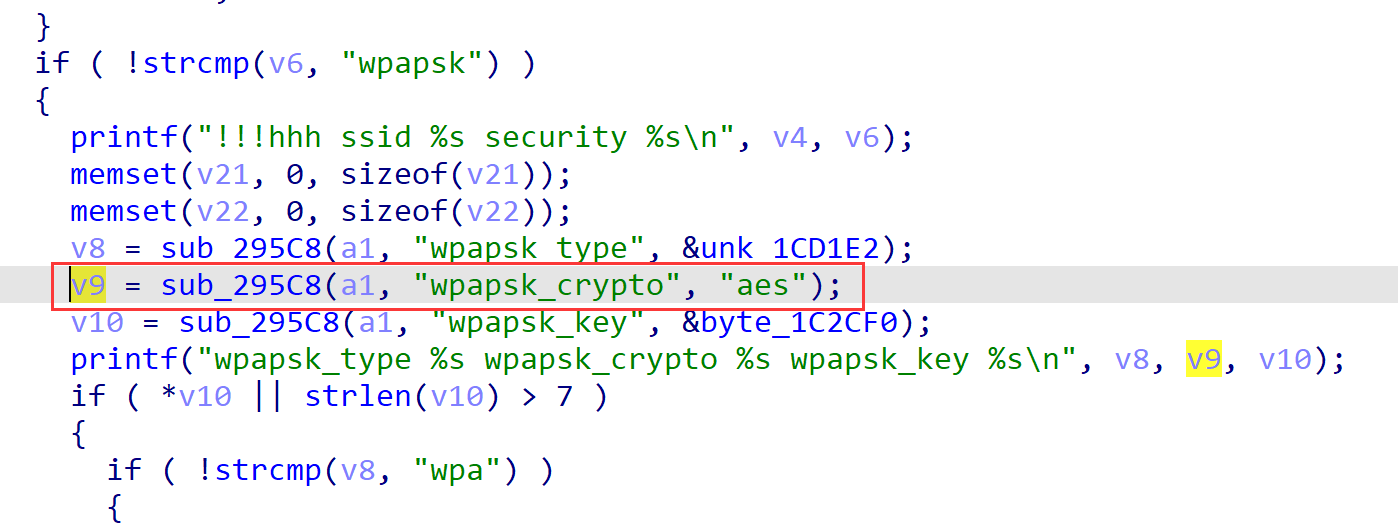 }
if ( !strcmp(v6, "wpapsk") )
{
printf("!!!hhh ssid %s security %s\n", v4, v6);
memset(v21, 0, sizeof(v21));
memset(v22, 0, sizeof(v22));
v8 = sub_295C8(a1, "wpapsk_type", &unk_1CD1E2);
v9 = sub_295C8(a1, "wpapsk_crypto", "aes");
v10 = sub_295C8(a1, "wpapsk_key", &byte_1C2CF0);
printf("wpapsk_type %s wpapsk_crypto %s wpapsk_key %s\n", v8, v9, v10);
if ( *v10 || strlen(v10) > 7 )
{
if ( !strcmp(v8, "wpa") )
{